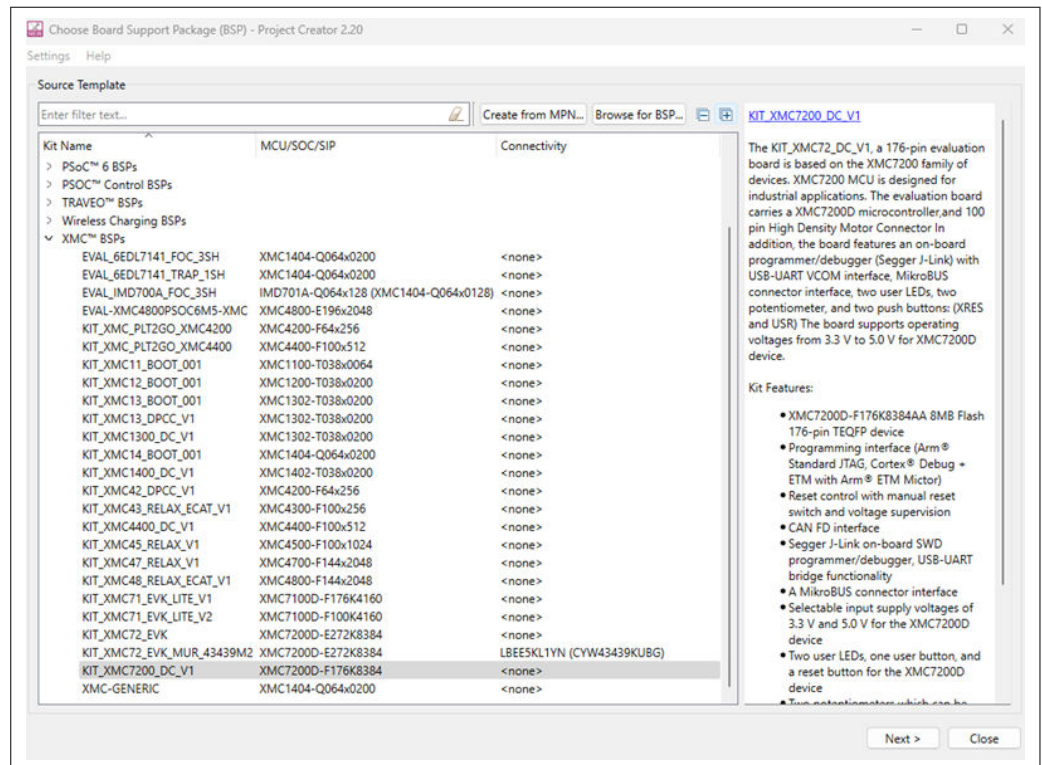 Choose Board Support Package (BSP) - Project Creator 2.20
Settings Help
Source Template
Enter filter text...
Create from MPN... Browse for BSP...
Kit Name MCU/SOC/SIP Connectivity
PSoC™ 6 BSPs
PSOC™ Control BSPs
TRAVEO™ BSPs
Wireless Charging BSPs
XMC™ BSPs
EVAL_6EDL7141_FOC_3SH XMC1404-Q064x0200 <none>
EVAL_6EDL7141_TRAP_1SH XMC1404-Q064x0200 <none>
EVAL_IMD700A_FOC_3SH IMD701A-Q064x128 (XMC1404-Q064x0128) <none>
EVAL-XMC4800PSOC6M5-XMC XMC4800-E196x2048 <none>
KIT_XMC_PLT2GO_XMC4200 XMC4200-F64x256 <none>
KIT_XMC_PLT2GO_XMC4400 XMC4400-F100x512 <none>
KIT_XMC11_BOOT_001 XMC1100-T038x0064 <none>
KIT_XMC12_BOOT_001 XMC1200-T038x0200 <none>
KIT_XMC13_BOOT_001 XMC1302-T038x0200 <none>
KIT_XMC13_DPCC_V1 XMC1302-T038x0200 <none>
KIT_XMC1300_DC_V1 XMC1302-T038x0200 <none>
KIT_XMC14_BOOT_001 XMC1404-Q064x0200 <none>
KIT_XMC1400_DC_V1 XMC1402-T038x0200 <none>
KIT_XMC42_DPCC_V1 XMC4200-F64x256 <none>
KIT_XMC43_RELAX_ECAT_V1 XMC4300-F100x256 <none>
KIT_XMC4400_DC_V1 XMC4400-F100x512 <none>
KIT_XMC45_RELAX_V1 XMC4500-F100x1024 <none>
KIT_XMC47_RELAX_V1 XMC4700-F144x2048 <none>
KIT_XMC48_RELAX_ECAT_V1 XMC4800-F144x2048 <none>
KIT_XMC71_EVK_LITE_V1 XMC7100D-F176K4160 <none>
KIT_XMC71_EVK_LITE_V2 XMC7100D-F100K4160 <none>
KIT_XMC72_EVK XMC7200D-E272K8384 <none>
KIT_XMC72_EVK_MUR_43439M2 XMC7200D-E272K8384 LBEE5KL1YN (CYW43439KUBG)
KIT_XMC7200_DC_V1 XMC7200D-F176K8384 <none>
XMC-GENERIC XMC1404-Q064x0200 <none>
KIT_XMC7200_DC_V1
The KIT_XMC72_DC_V1, a 176-pin evaluation
board is based on the XMC7200 family of
devices. XMC7200 MCU is designed for
industrial applications. The evaluation board
carries a XMC7200D microcontroller,and 100
pin High Density Motor Connector In
addition, the board features an on-board
programmer/debugger (Segger J-Link) with
USB-UART VCOM interface, MikroBUS
connector interface, two user LEDs, two
potentiometer, and two push buttons: (XRES
and USR) The board supports operating
voltages from 3.3 V to 5.0 V for XMC7200D
device.
Kit Features:
• XMC7200D-F176K8384AA 8MB Flash
176-pin TEQFP device
• Programming interface (Arm®
Standard JTAG, Cortex® Debug +
ETM with Arm® ETM Mictor)
• Reset control with manual reset
switch and voltage supervision
• CAN FD interface
• Segger J-Link on-board SWD
programmer/debugger, USB-UART
bridge functionality
• A MikroBUS connector interface
• Selectable input supply voltages of
3.3 V and 5.0 V for the XMC7200D
device
• Two user LEDs, one user button, and
a reset button for the XMC7200D
device
• Two potentiometers which can be
Next > Close